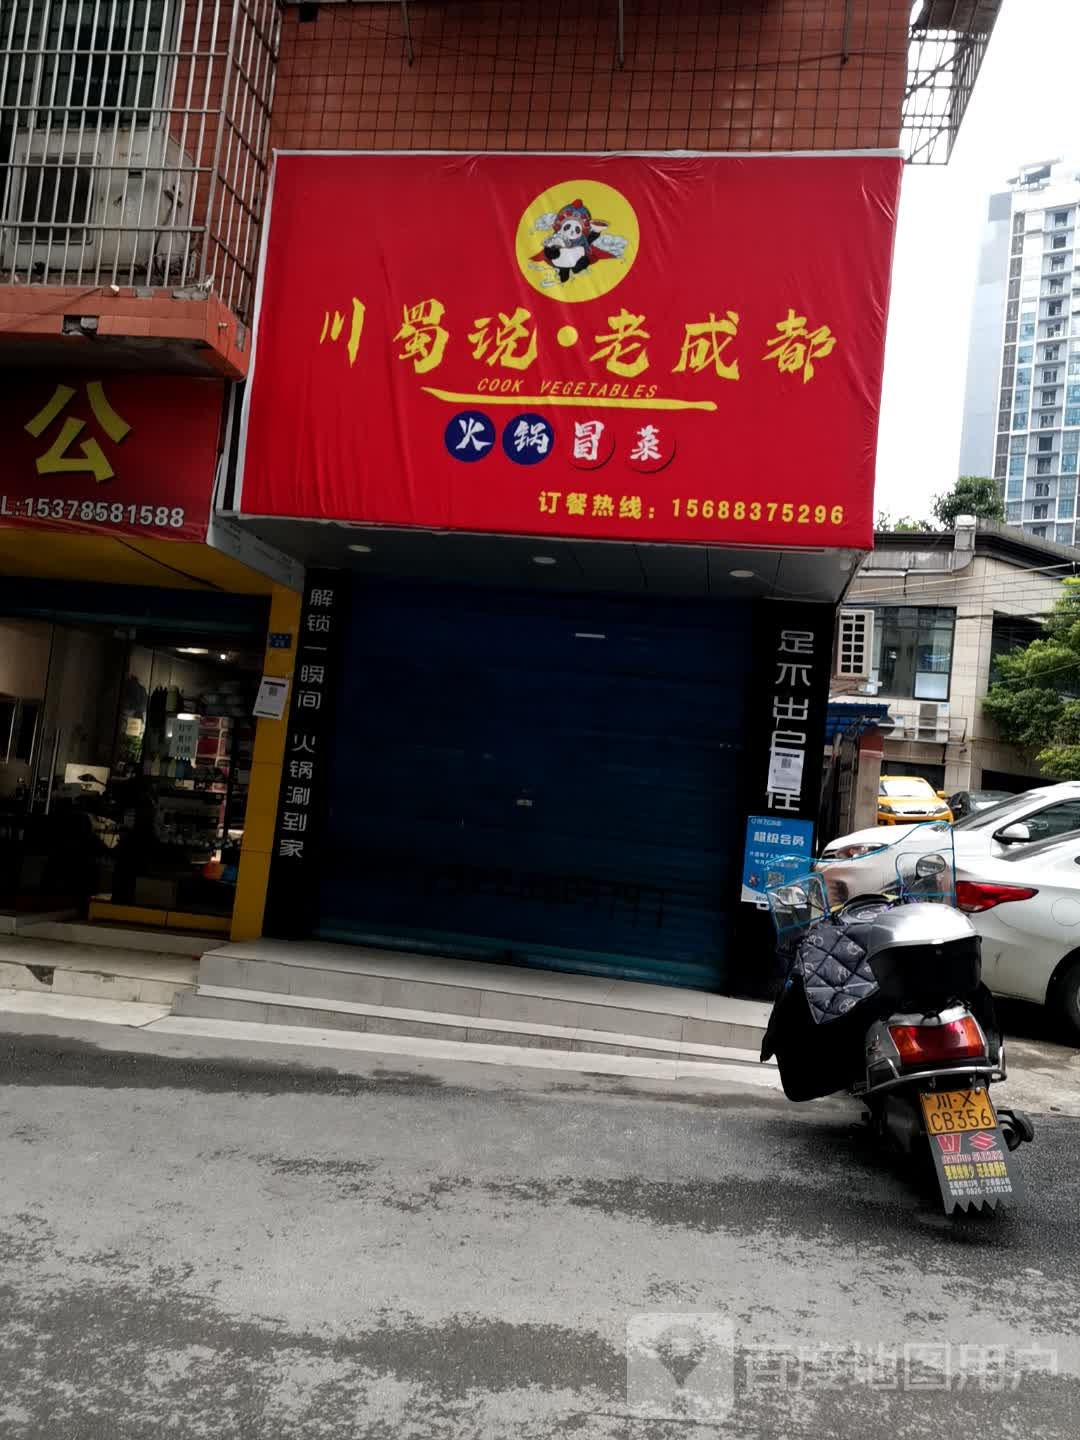 川蜀说·老成都
COOK VEGETABLES
火锅冒菜
订餐热线：15688375296
公
L:15378581588
解锁一瞬间 火锅涮到家
足不出户 任
超级会员
川·X
CB356
百度地图用户